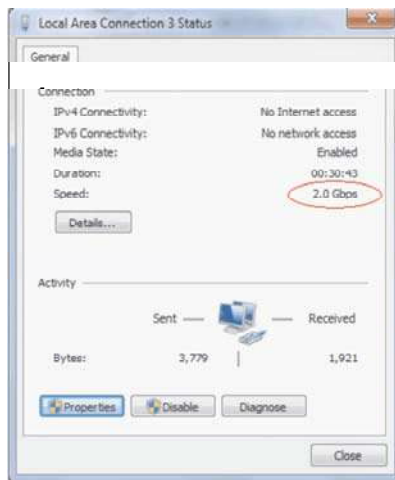 Local Area Connection 3 Status
General
Connection
IPv4 Connectivity: No Internet access
IPv6 Connectivity: No network access
Media State: Enabled
Duration: 00:30:43
Speed: 2.0 Gbps
Details...
Activity
Sent Received
Bytes: 3,779 1,921
Properties Disable Diagnose
Close